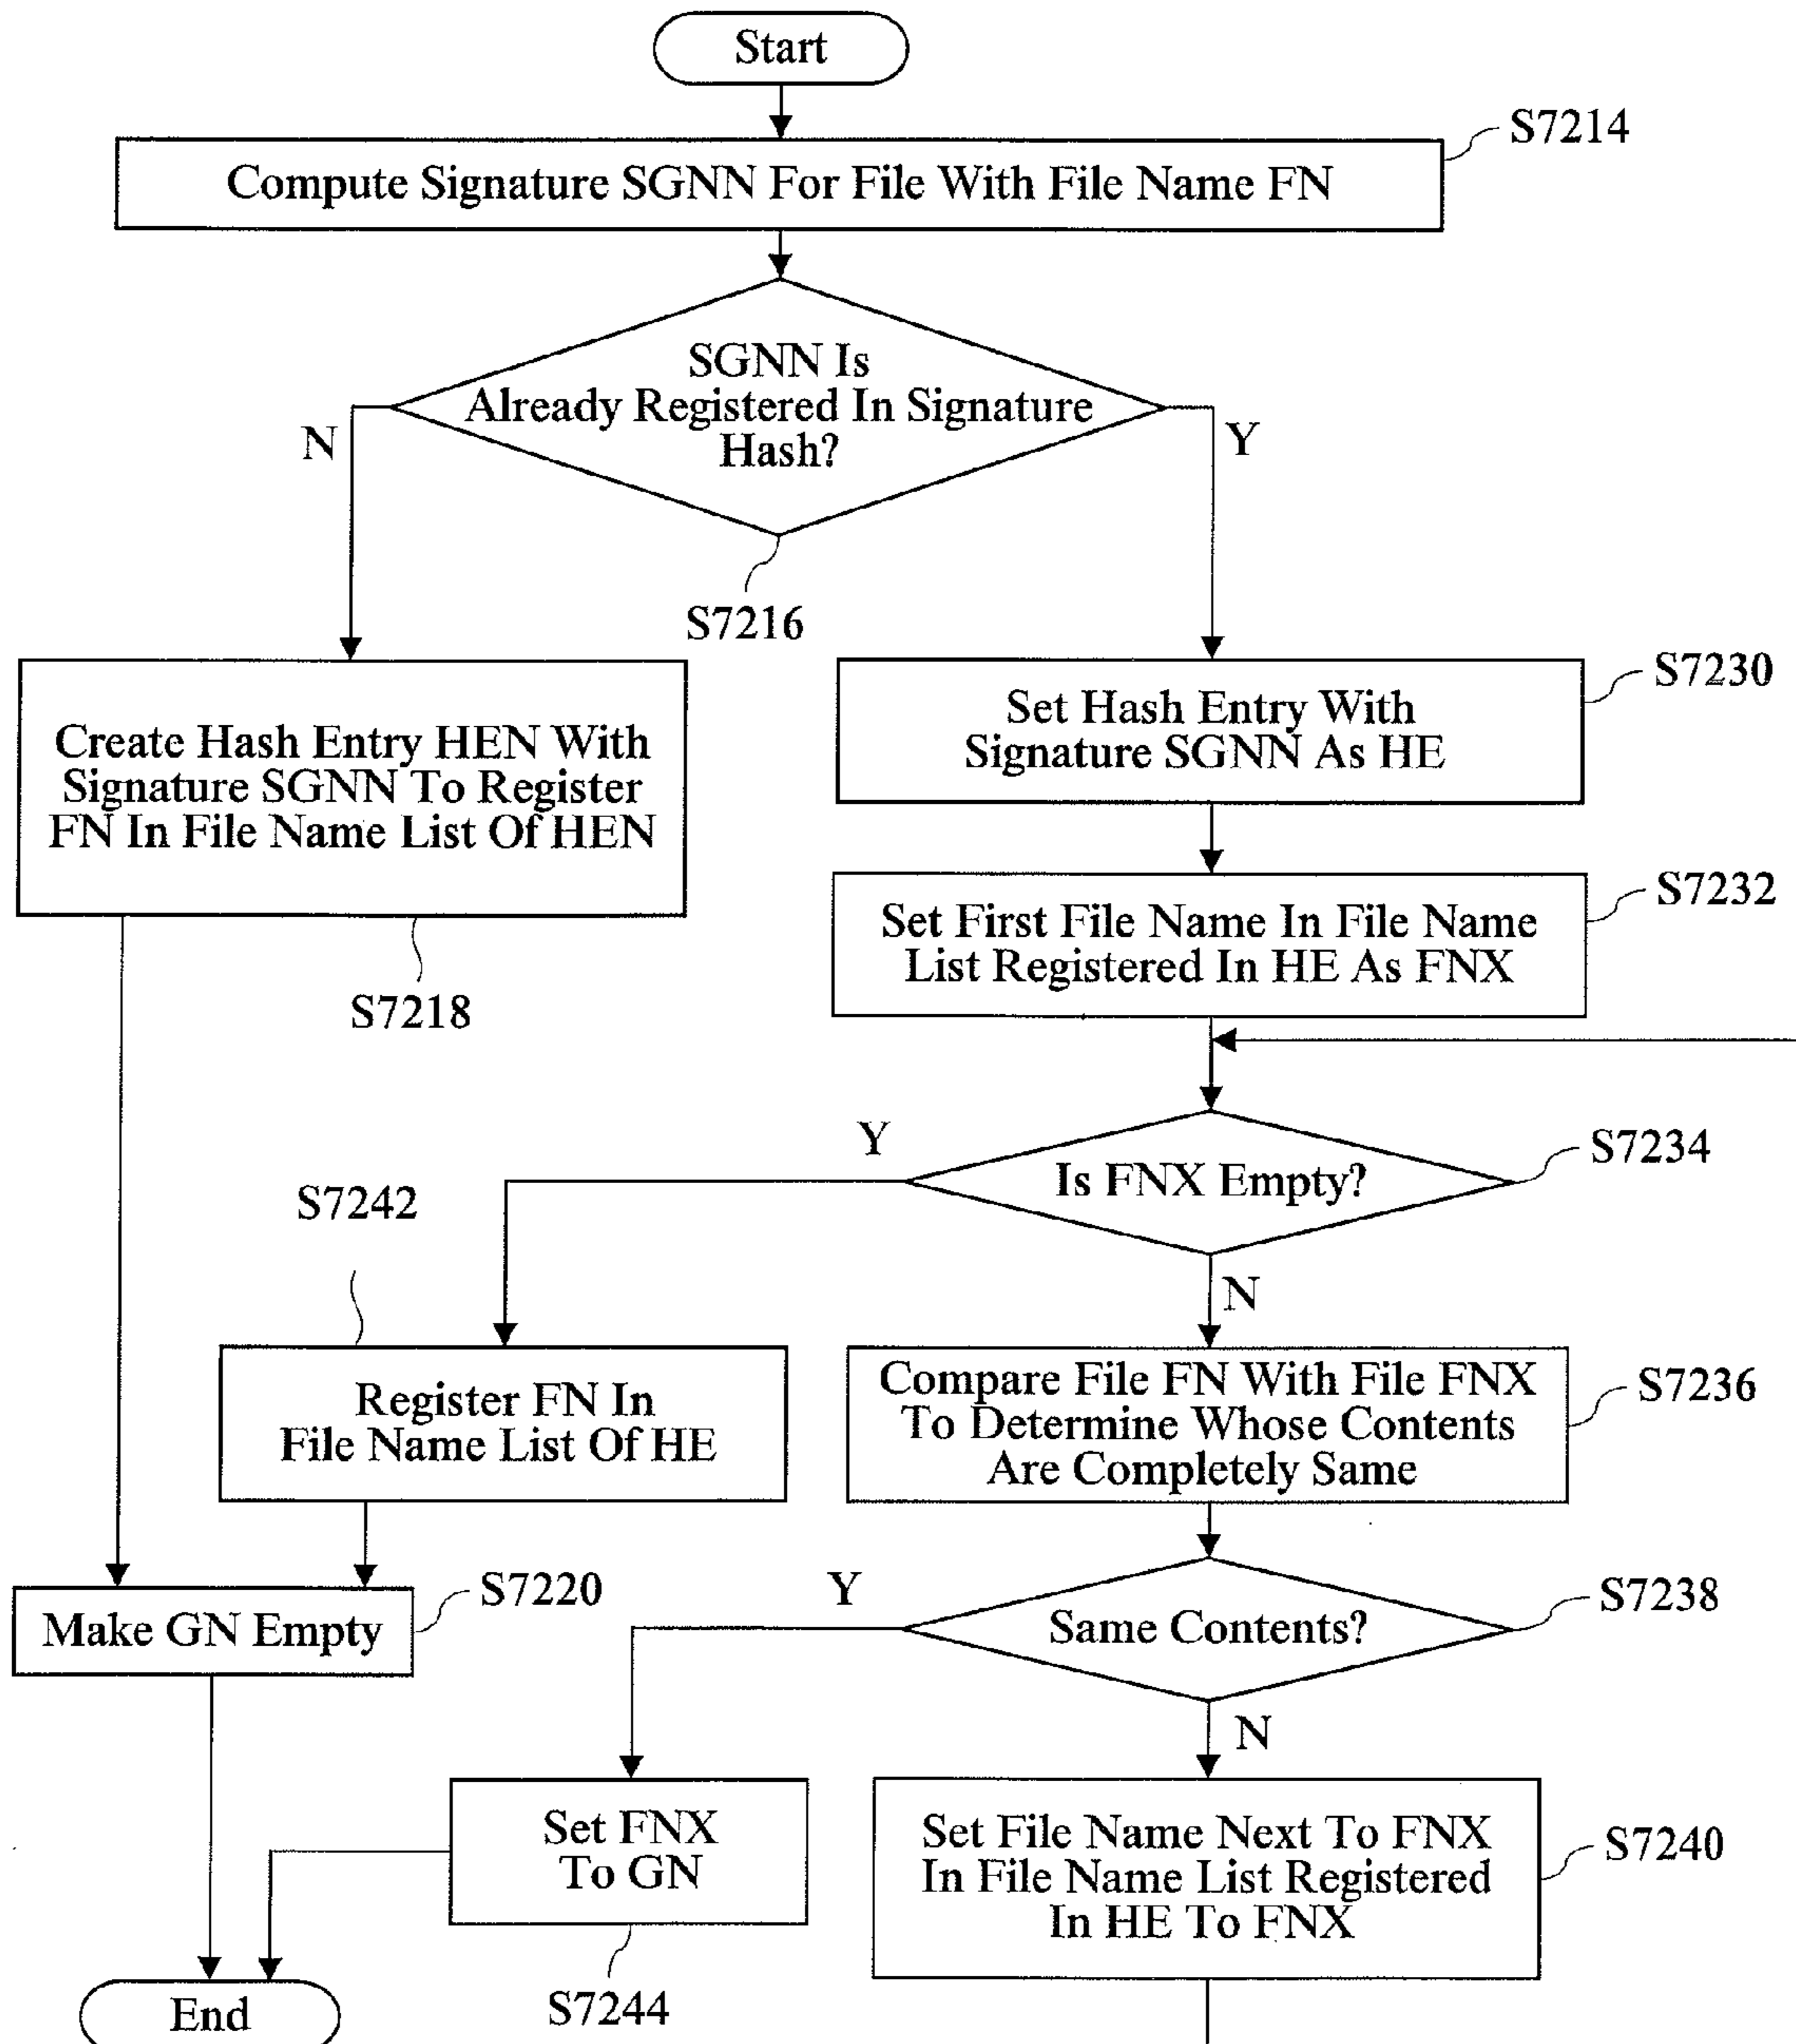 Start
S7214
Compute Signature SGNN For File With File Name FN
SGNN Is
Already Registered In Signature
Hash?
N
Y
S7216
S7230
Create Hash Entry HEN With
Signature SGNN To Register
FN In File Name List Of HEN
Set Hash Entry With
Signature SGNN As HE
S7218
S7232
Set First File Name In File Name
List Registered In HE As FNX
Y
S7234
Is FNX Empty?
S7242
N
Register FN In
File Name List Of HE
Compare File FN With File FNX
To Determine Whose Contents
Are Completely Same
S7236
S7220
Make GN Empty
Y
S7238
Same Contents?
N
Set FNX
To GN
Set File Name Next To FNX
In File Name List Registered
In HE To FNX
S7240
S7244
End